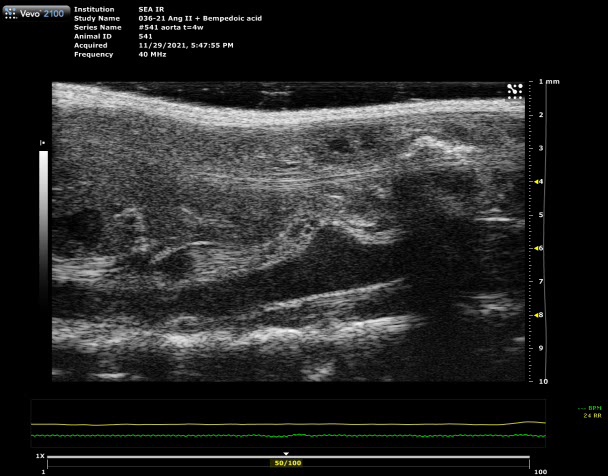 Vevo 2100
Institution SEA IR
Study Name 036-21 Ang II + Bempedoic acid
Series Name #541 aorta t=4w
Animal ID 541
Acquired 11/29/2021, 5:47:55 PM
Frequency 40 MHz
1 mm
2
3
4
5
6
7
8
9
10
--- BPM
24 RR
1X
50/100
1
100